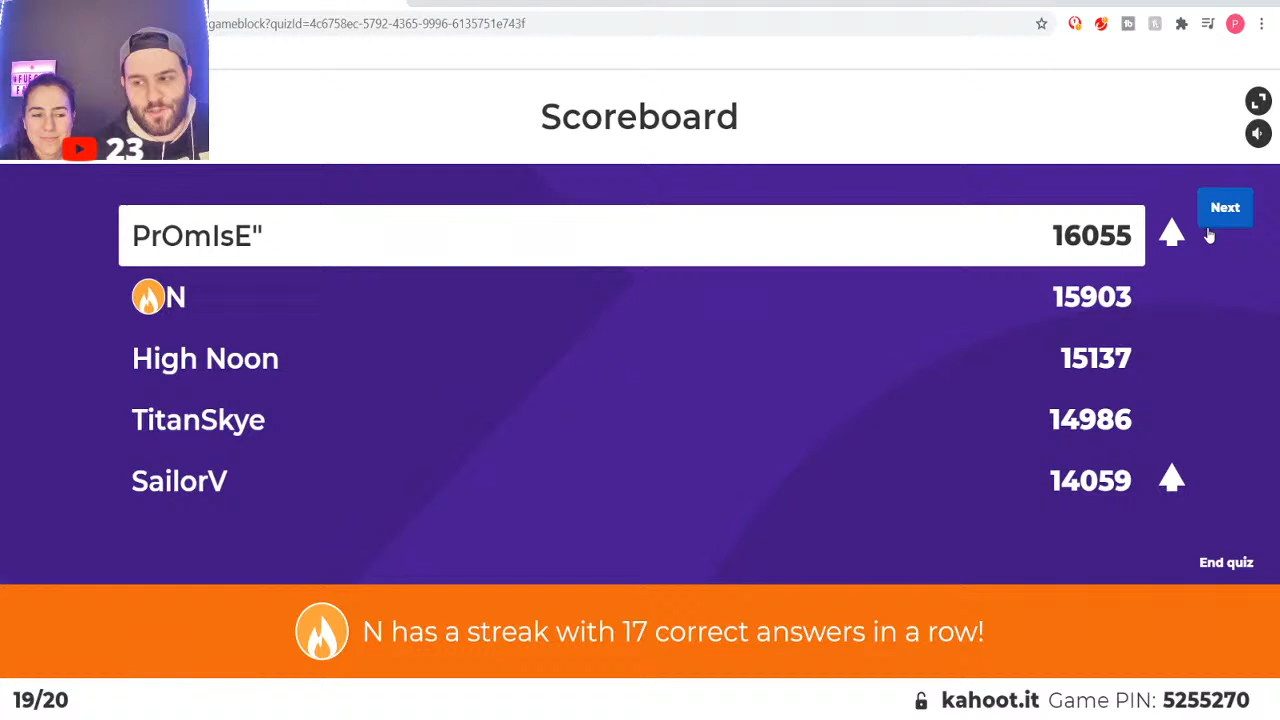 gameblock?quizId=4c6758ec-5792-4365-9996-6135751e743f
23
Scoreboard
Next
PrOmIsE" 16055
N 15903
High Noon 15137
TitanSkye 14986
SailorV 14059
End quiz
N has a streak with 17 correct answers in a row!
19/20
kahoot.it Game PIN: 5255270